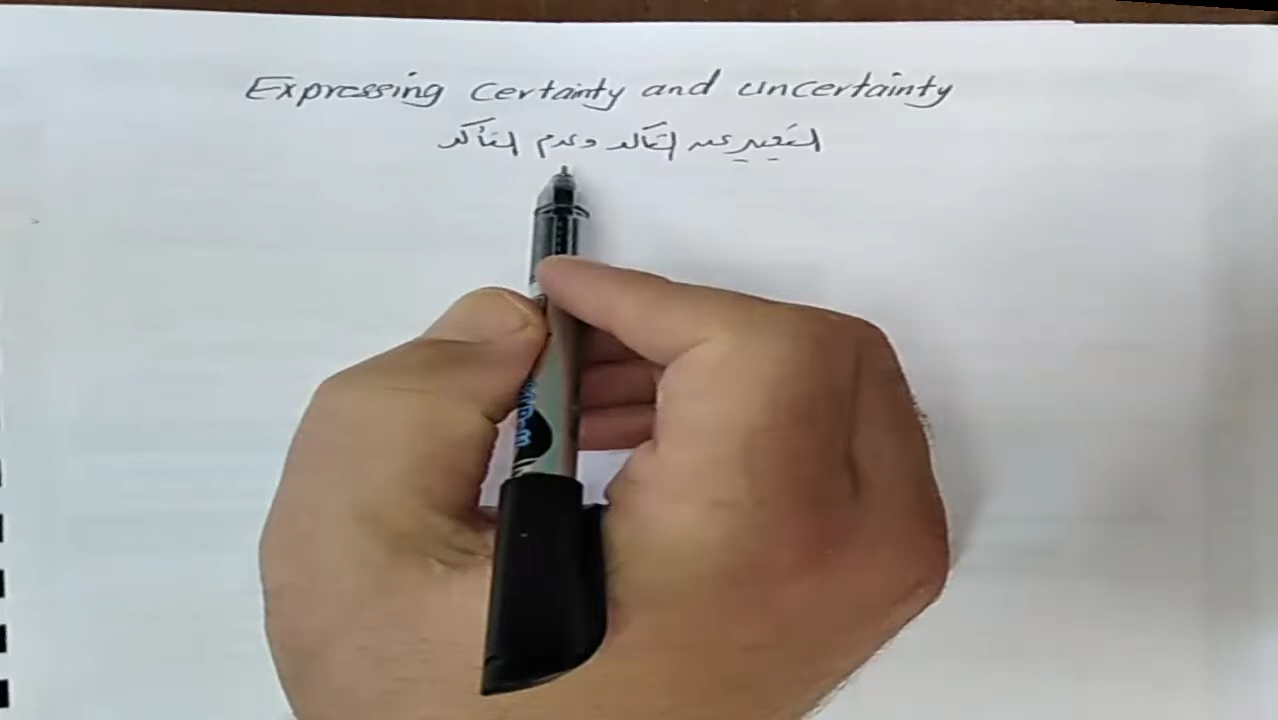 Expressing certainty and uncertainty
التعبير عن التأكد وعدم التأكد